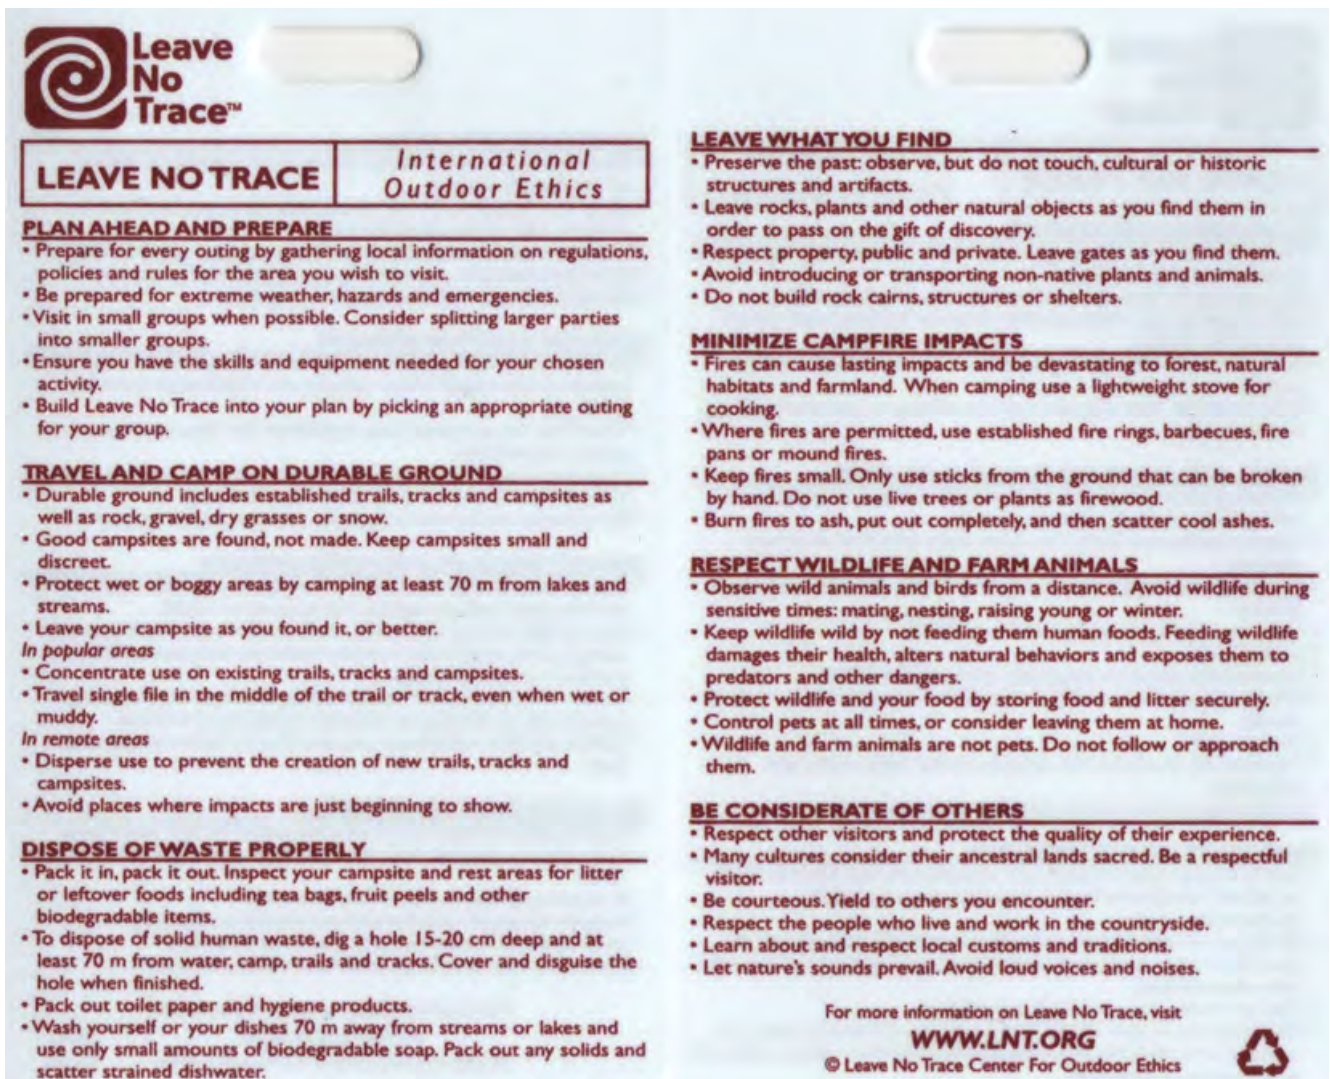 Leave
No
Trace™
LEAVE NO TRACE
International
Outdoor Ethics
PLAN AHEAD AND PREPARE
• Prepare for every outing by gathering local information on regulations,
policies and rules for the area you wish to visit.
• Be prepared for extreme weather, hazards and emergencies.
• Visit in small groups when possible. Consider splitting larger parties
into smaller groups.
• Ensure you have the skills and equipment needed for your chosen
activity.
• Build Leave No Trace into your plan by picking an appropriate outing
for your group.
TRAVEL AND CAMP ON DURABLE GROUND
• Durable ground includes established trails, tracks and campsites as
well as rock, gravel, dry grasses or snow.
• Good campsites are found, not made. Keep campsites small and
discreet.
• Protect wet or boggy areas by camping at least 70 m from lakes and
streams.
• Leave your campsite as you found it, or better.
In popular areas
• Concentrate use on existing trails, tracks and campsites.
• Travel single file in the middle of the trail or track, even when wet or
muddy.
In remote areas
• Disperse use to prevent the creation of new trails, tracks and
campsites.
• Avoid places where impacts are just beginning to show.
DISPOSE OF WASTE PROPERLY
• Pack it in, pack it out. Inspect your campsite and rest areas for litter
or leftover foods including tea bags, fruit peels and other
biodegradable items.
• To dispose of solid human waste, dig a hole 15-20 cm deep and at
least 70 m from water, camp, trails and tracks. Cover and disguise the
hole when finished.
• Pack out toilet paper and hygiene products.
• Wash yourself or your dishes 70 m away from streams or lakes and
use only small amounts of biodegradable soap. Pack out any solids and
scatter strained dishwater.
LEAVE WHAT YOU FIND
• Preserve the past: observe, but do not touch, cultural or historic
structures and artifacts.
• Leave rocks, plants and other natural objects as you find them in
order to pass on the gift of discovery.
• Respect property, public and private. Leave gates as you find them.
• Avoid introducing or transporting non-native plants and animals.
• Do not build rock cairns, structures or shelters.
MINIMIZE CAMPFIRE IMPACTS
• Fires can cause lasting impacts and be devastating to forest, natural
habitats and farmland. When camping use a lightweight stove for
cooking.
• Where fires are permitted, use established fire rings, barbecues, fire
pans or mound fires.
• Keep fires small. Only use sticks from the ground that can be broken
by hand. Do not use live trees or plants as firewood.
• Burn fires to ash, put out completely, and then scatter cool ashes.
RESPECT WILDLIFE AND FARM ANIMALS
• Observe wild animals and birds from a distance. Avoid wildlife during
sensitive times: mating, nesting, raising young or winter.
• Keep wildlife wild by not feeding them human foods. Feeding wildlife
damages their health, alters natural behaviors and exposes them to
predators and other dangers.
• Protect wildlife and your food by storing food and litter securely.
• Control pets at all times, or consider leaving them at home.
• Wildlife and farm animals are not pets. Do not follow or approach
them.
BE CONSIDERATE OF OTHERS
• Respect other visitors and protect the quality of their experience.
• Many cultures consider their ancestral lands sacred. Be a respectful
visitor.
• Be courteous. Yield to others you encounter.
• Respect the people who live and work in the countryside.
• Learn about and respect local customs and traditions.
• Let nature's sounds prevail. Avoid loud voices and noises.
For more information on Leave No Trace, visit
WWW.LNT.ORG
© Leave No Trace Center For Outdoor Ethics